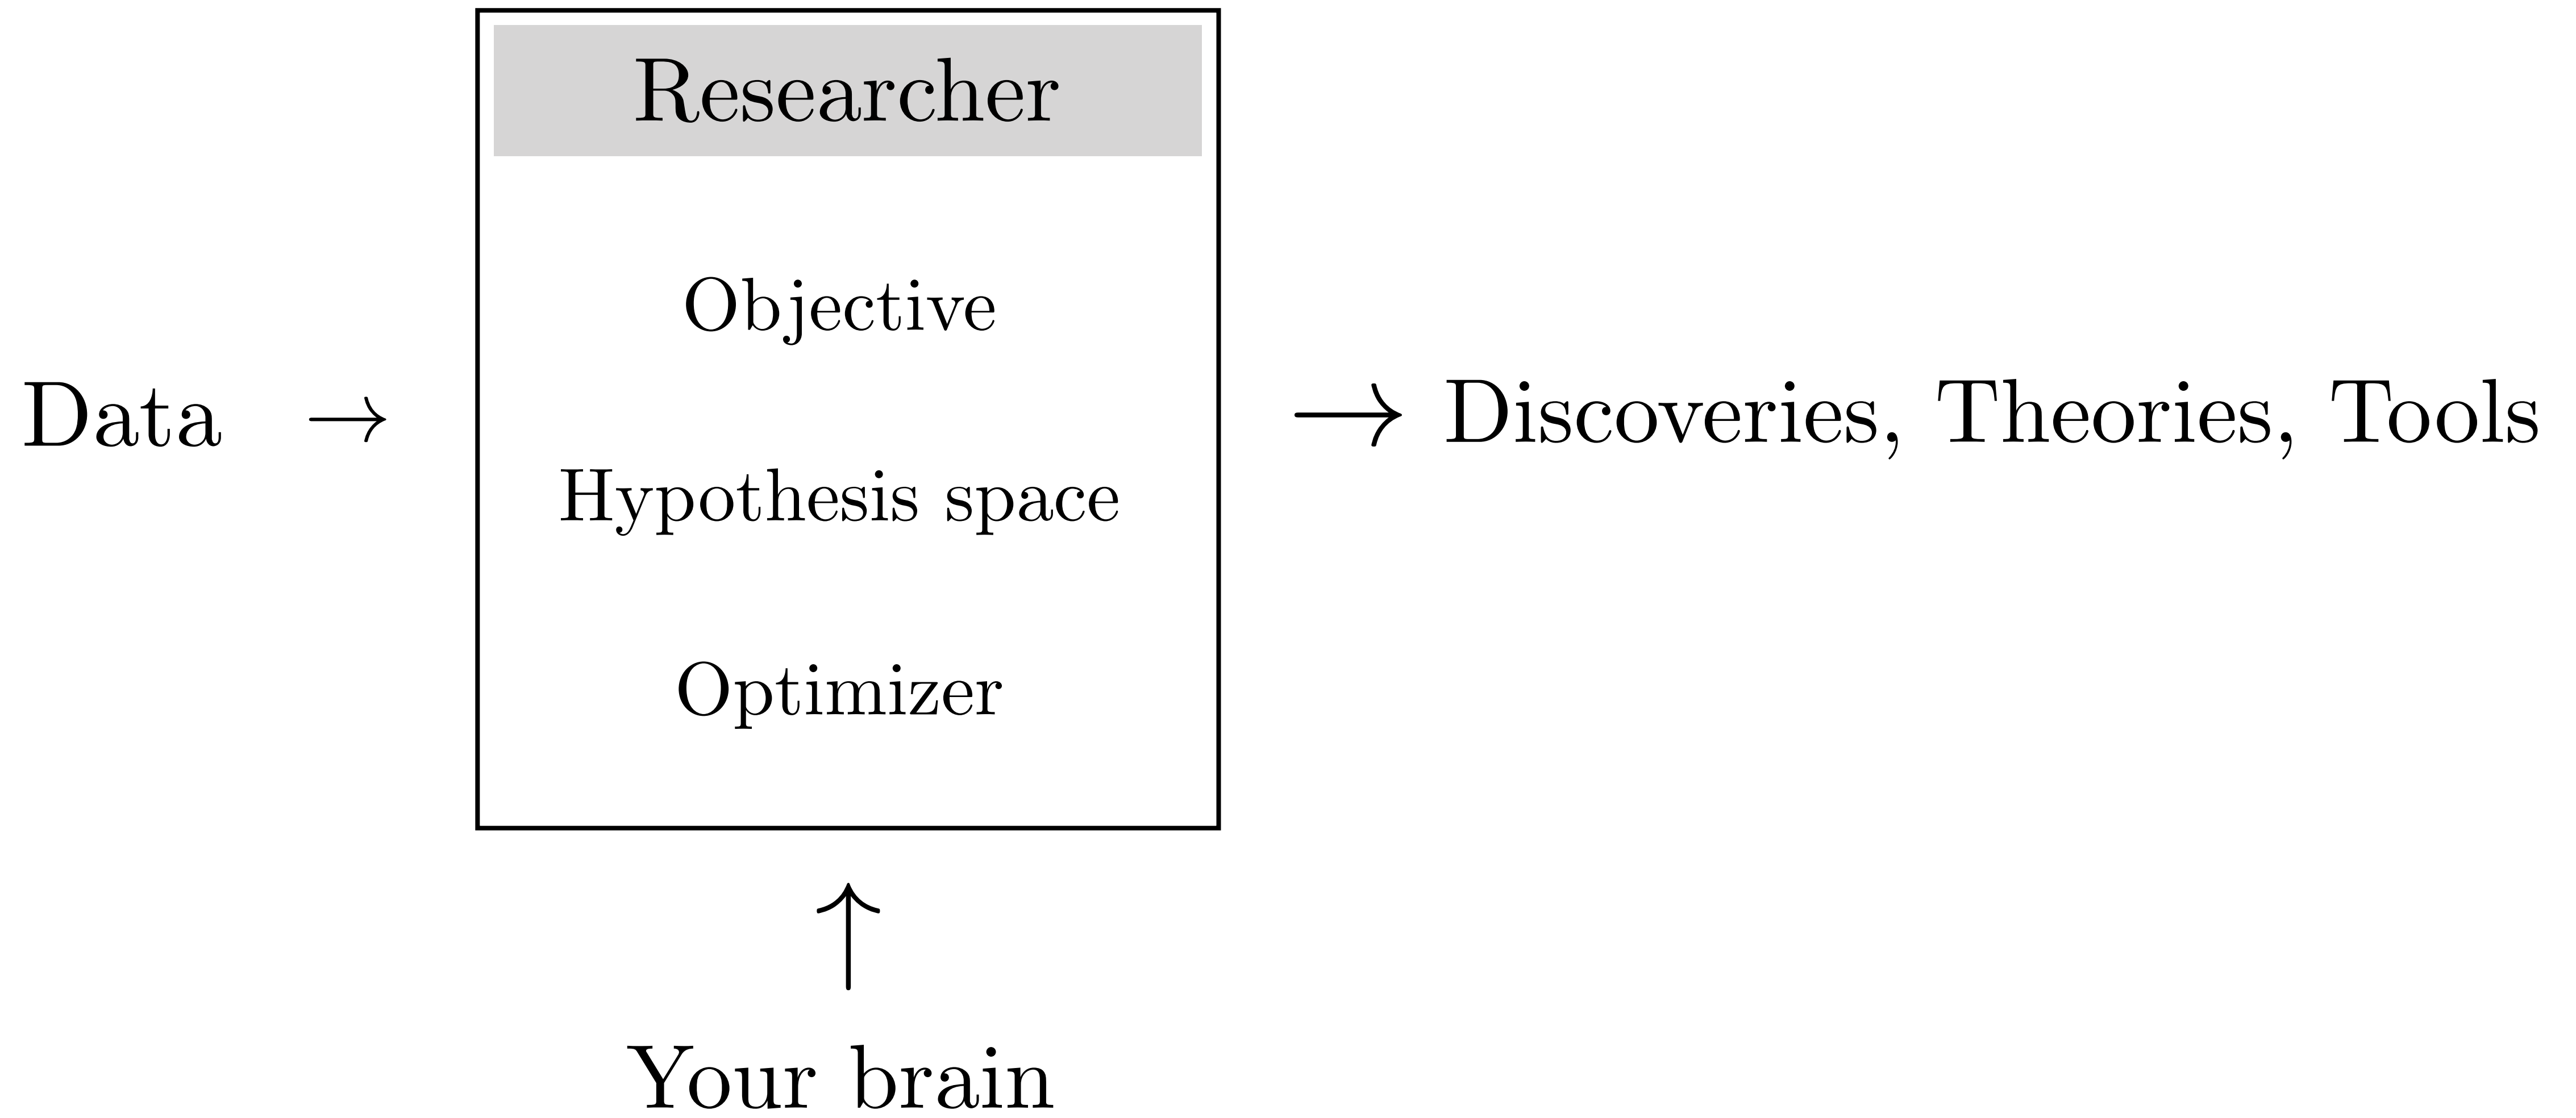 Researcher
Objective
Data → → Discoveries, Theories, Tools
Hypothesis space
Optimizer
↑
Your brain